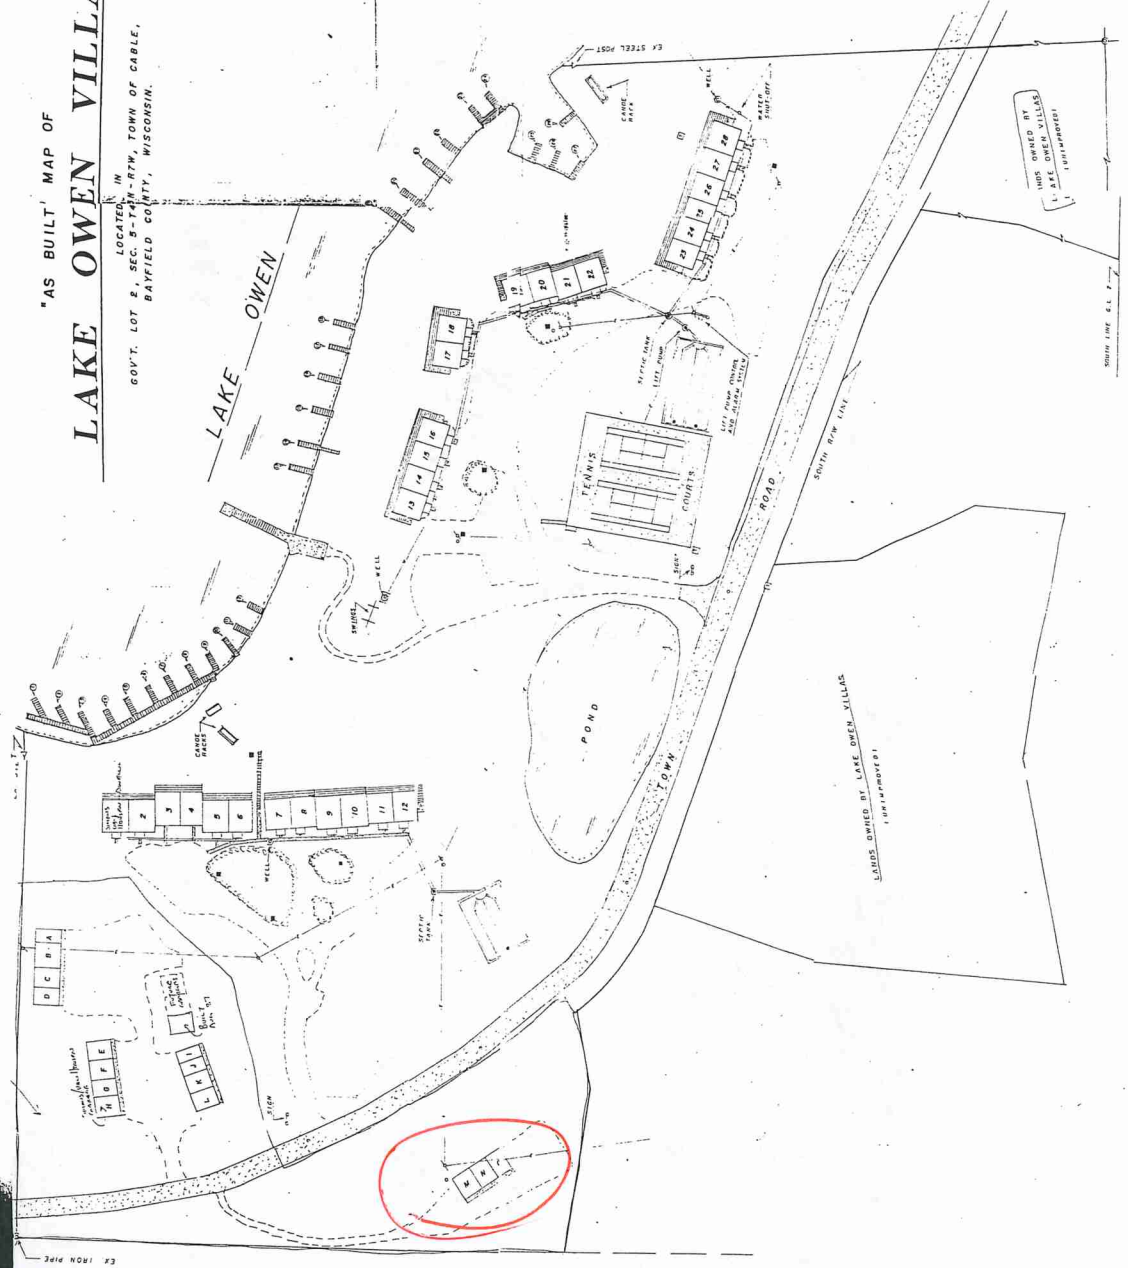 "AS BUILT' MAP OF
LAKE OWEN VILLA
LOCATED IN
GOV'T. LOT 2, SEC. 5-T43N-R7W, TOWN OF CABLE,
BAYFIELD COUNTY, WISCONSIN.
LAKE OWEN
EX STEEL POST
CANOE
RACK
WELL
WATER
SHUT-OFF
23 24 25 26 27 28
19 20 21 22
17 18
13 14 15 16
SEPTIC TANK
LIFT PUMP
LIFT PUMP CONTROL
AND ALARM SYSTEM
TENNIS
COURTS
SIGN
SWINGS
WELL
TOWN ROAD
SOUTH R/W LINE
NDS OWNED BY
LAKE OWEN VILLAS
(UNIMPROVED)
SOUTH LINE G.L. 2
POND
CANOE
RACKS
2 3 4 5 6
7 8 9 10 11 12
WELL
SEPTIC
TANK
LANDS OWNED BY LAKE OWEN VILLAS
(UNIMPROVED)
D C B A
H G F E
L K J I
FUTURE
BUILT
SIGN
M N
EX IRON PIPE